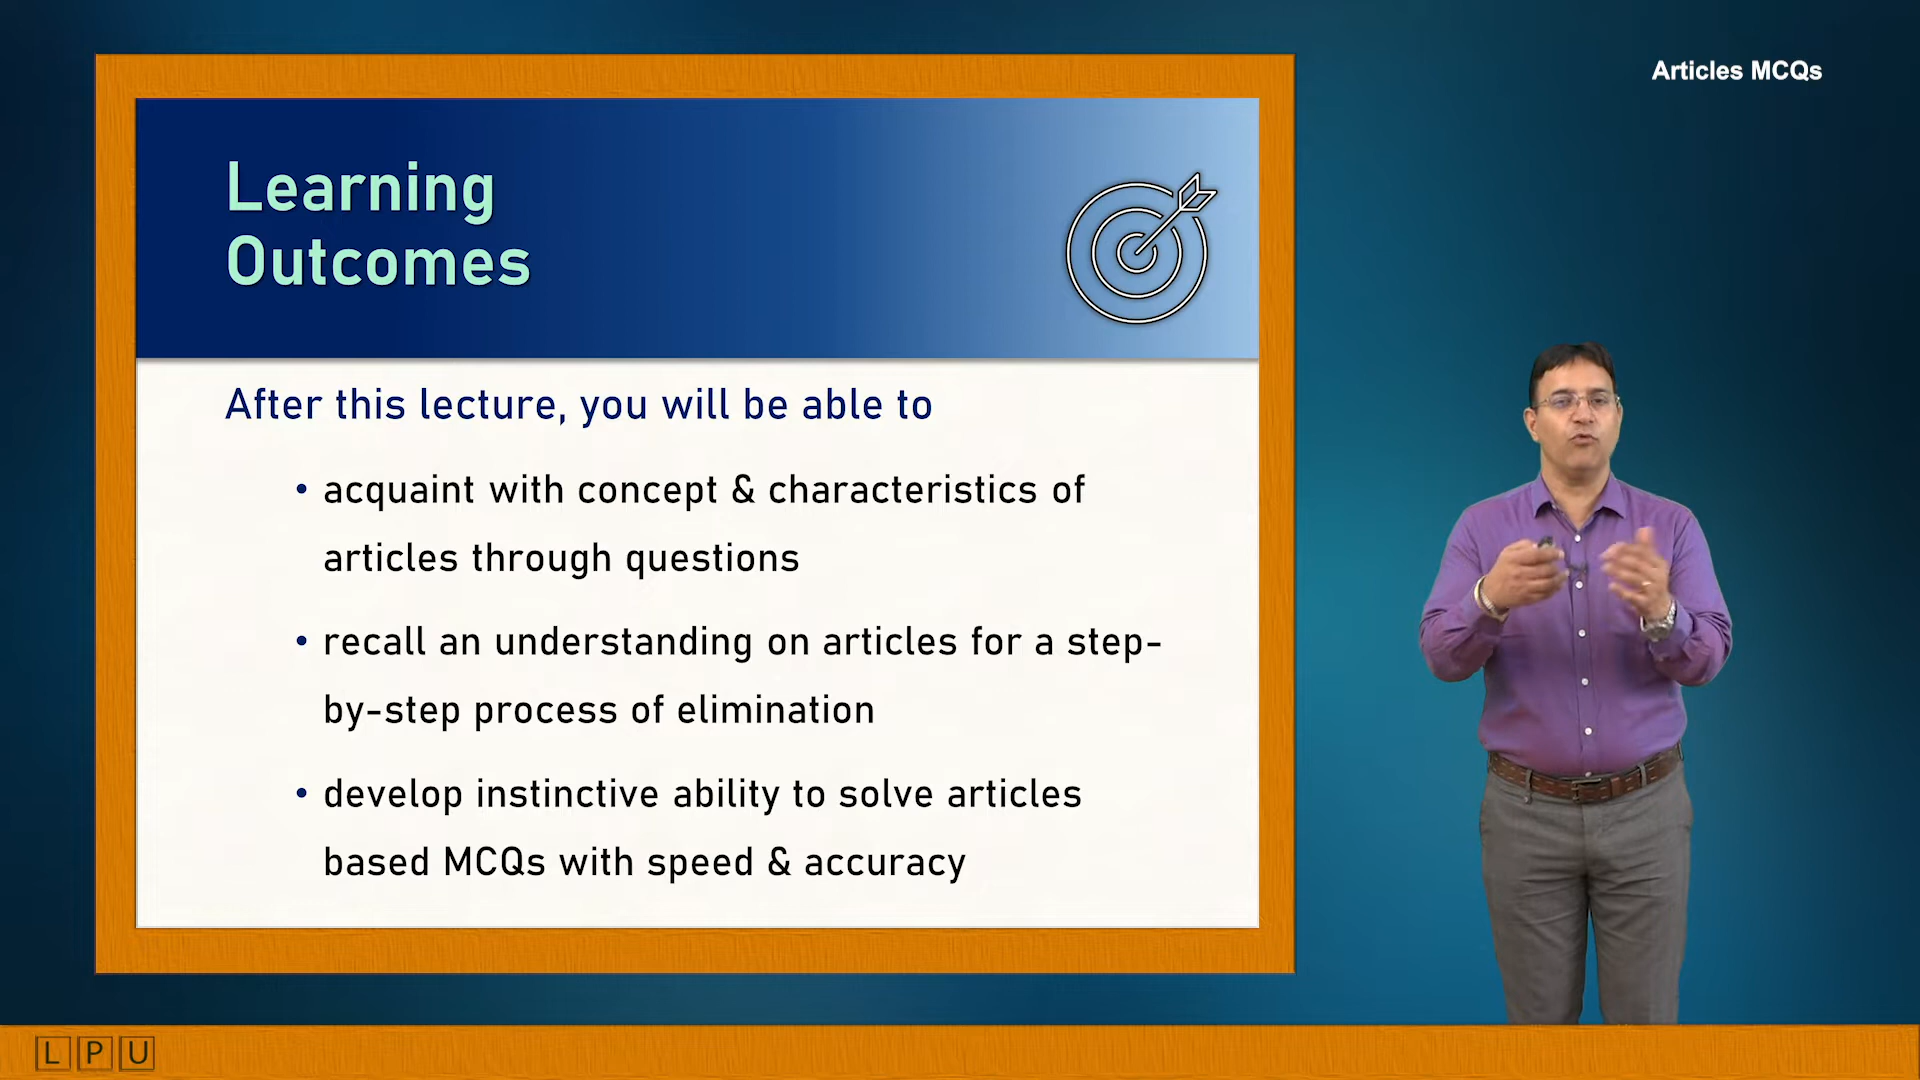 Articles MCQs
Learning
Outcomes
After this lecture, you will be able to
• acquaint with concept & characteristics of
articles through questions
• recall an understanding on articles for a step-
by-step process of elimination
• develop instinctive ability to solve articles
based MCQs with speed & accuracy
L P U